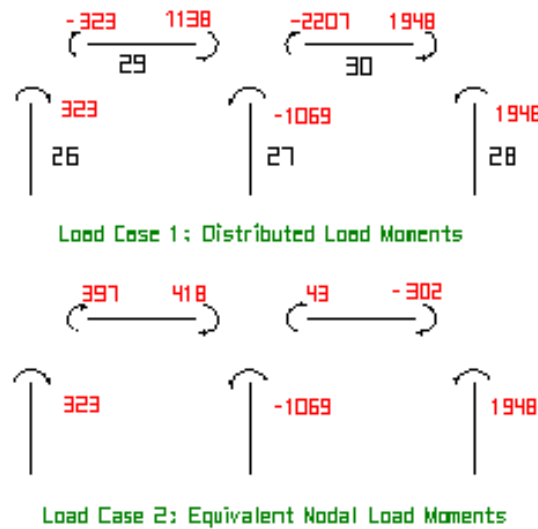 -323 1138 -2207 1948
29 30
323 -1069 1948
26 27 28
Load Case 1; Distributed Load Moments
397 418 43 -302
323 -1069 1948
Load Case 2; Equivalent Nodal Load Moments